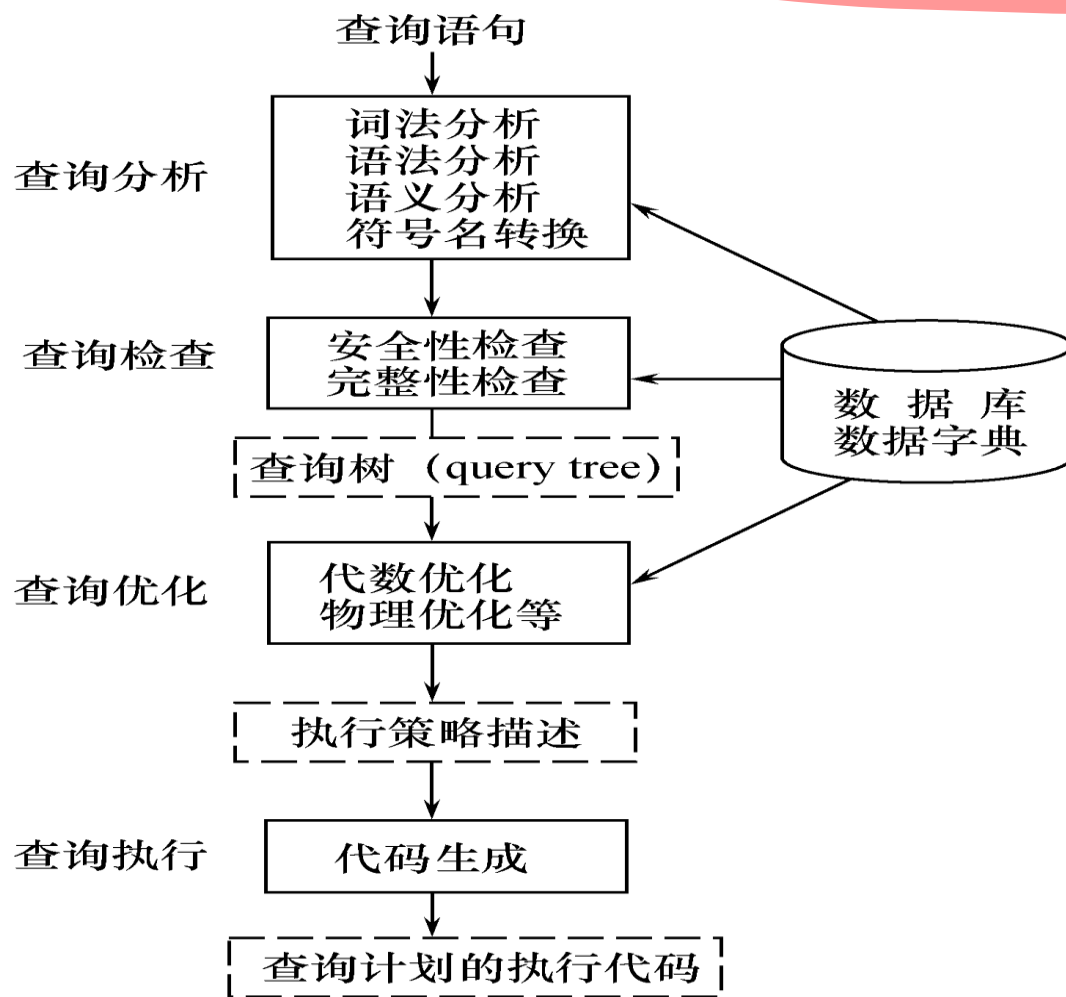 查询语句
词法分析
语法分析
查询分析
语义分析
符号名转换
安全性检查
查询检查
完整性检查
数 据 库
数据字典
查询树（query tree）
代数优化
查询优化
物理优化等
执行策略描述
查询执行
代码生成
查询计划的执行代码